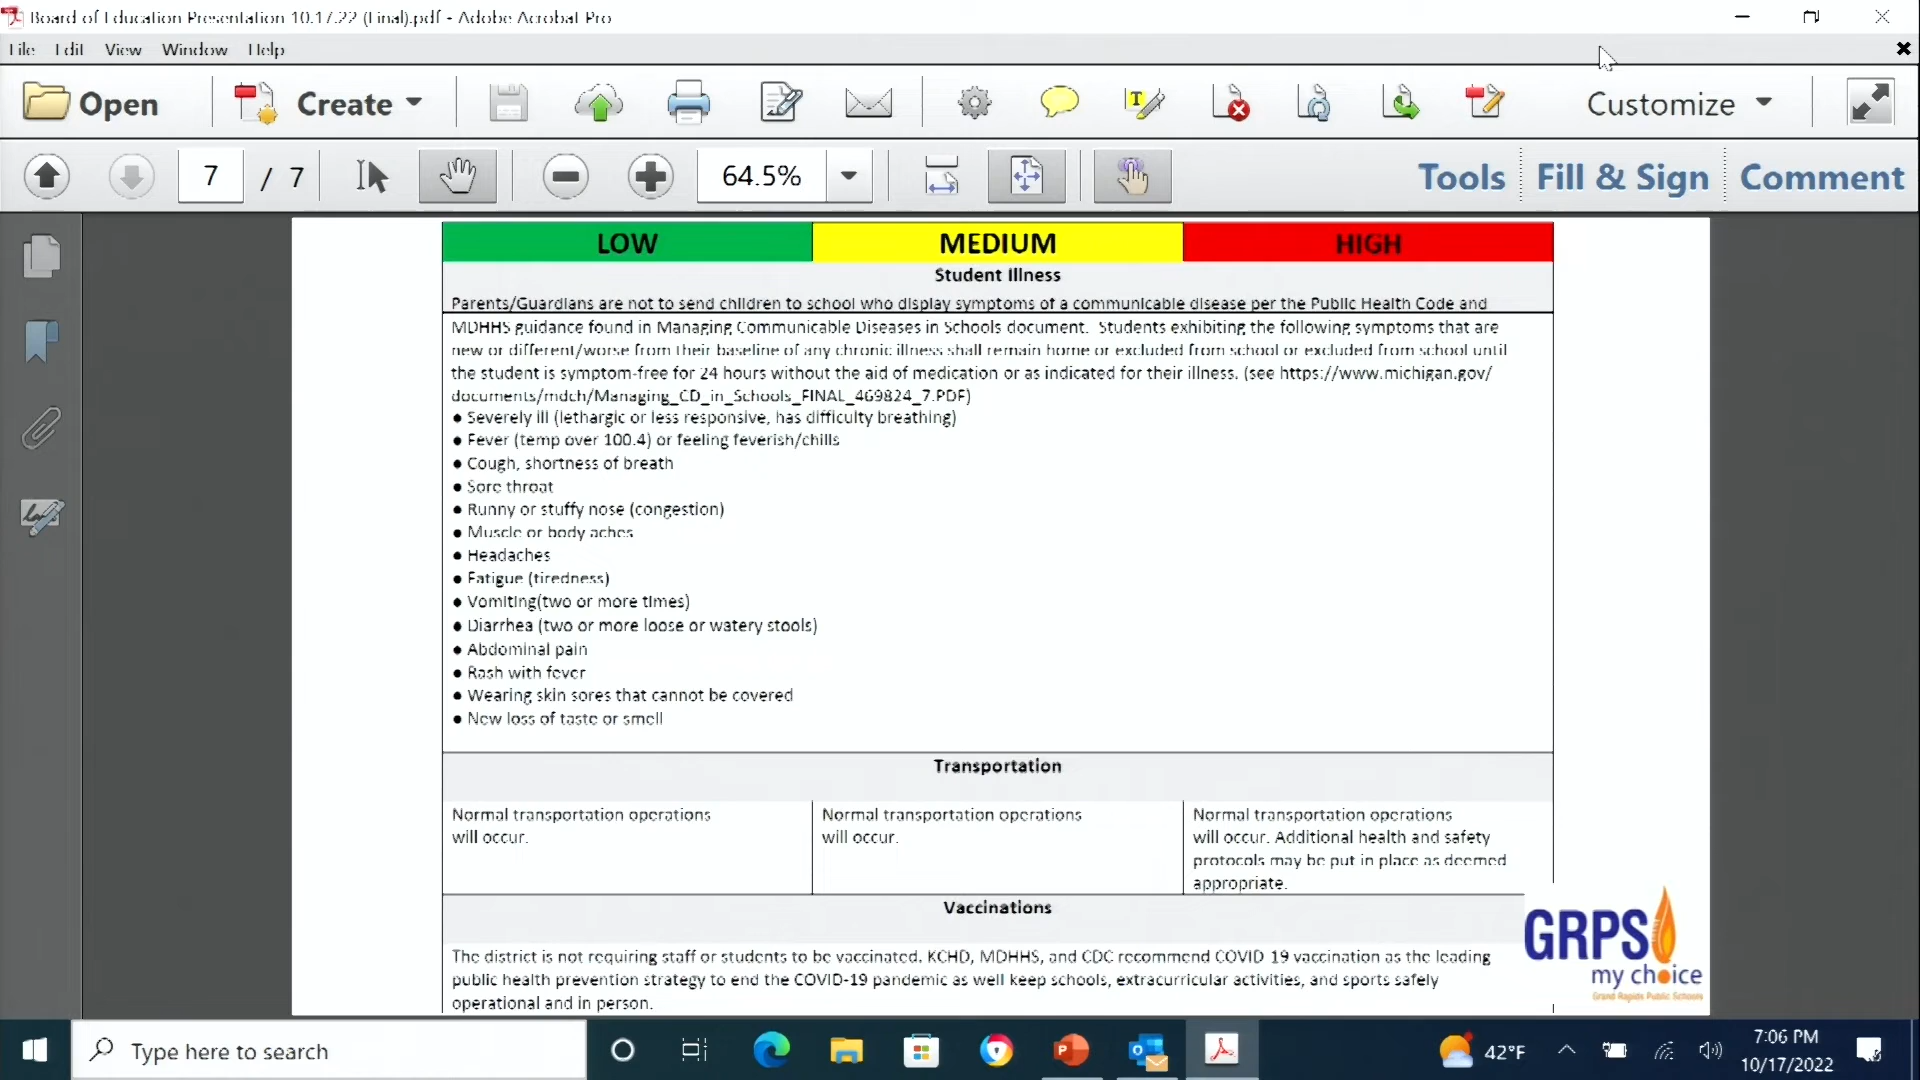 Board of Education Presentation 10.17.22 (Final).pdf - Adobe Acrobat Pro
File Edit View Window Help
Open Create Customize
7 / 7 64.5% Tools Fill & Sign Comment
LOW MEDIUM HIGH
Student Illness
Parents/Guardians are not to send children to school who display symptoms of a communicable disease per the Public Health Code and
MDHHS guidance found in Managing Communicable Diseases in Schools document. Students exhibiting the following symptoms that are
new or different/worse from their baseline of any chronic illness shall remain home or excluded from school or excluded from school until
the student is symptom-free for 24 hours without the aid of medication or as indicated for their illness. (see https://www.michigan.gov/
documents/mdch/Managing_CD_in_Schools_FINAL_469824_7.PDF)
● Severely ill (lethargic or less responsive, has difficulty breathing)
● Fever (temp over 100.4) or feeling feverish/chills
● Cough, shortness of breath
● Sore throat
● Runny or stuffy nose (congestion)
● Muscle or body aches
● Headaches
● Fatigue (tiredness)
● Vomiting(two or more times)
● Diarrhea (two or more loose or watery stools)
● Abdominal pain
● Rash with fever
● Wearing skin sores that cannot be covered
● New loss of taste or smell
Transportation
Normal transportation operations
will occur.
Normal transportation operations
will occur.
Normal transportation operations
will occur. Additional health and safety
protocols may be put in place as deemed
appropriate.
Vaccinations
The district is not requiring staff or students to be vaccinated. KCHD, MDHHS, and CDC recommend COVID 19 vaccination as the leading
public health prevention strategy to end the COVID-19 pandemic as well keep schools, extracurricular activities, and sports safely
operational and in person.
GRPS
my choice
Grand Rapids Public Schools
Type here to search
42°F
7:06 PM
10/17/2022